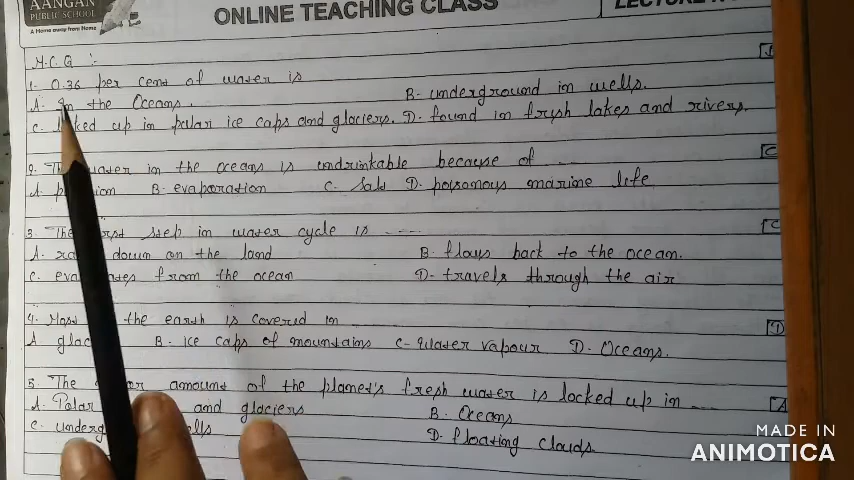 AANGAN
PUBLIC SCHOOL
A Home away from Home
ONLINE TEACHING CLASS
M.C.Q :-
1. 0.36 per cent of water is
A. In the Oceans.
B. underground in wells.
C. locked up in polar ice caps and glaciers. D. found in fresh lakes and rivers.
2. The water in the oceans is undrinkable because of ---- [C
A. B. evaporation C. Salt D. poisonous marine life
3. The first step in water cycle is ---- [C
A. down on the land B. flows back to the ocean.
C. from the ocean D. travels through the air
4. Most the earth is covered in [D]
A. B. ice caps of mountains C. Water vapour D. Oceans.
5. The amount of the planet's fresh water is locked up in --- [A
A. Polar and glaciers B. Oceans
C. D. floating clouds.
MADE IN
ANIMOTICA